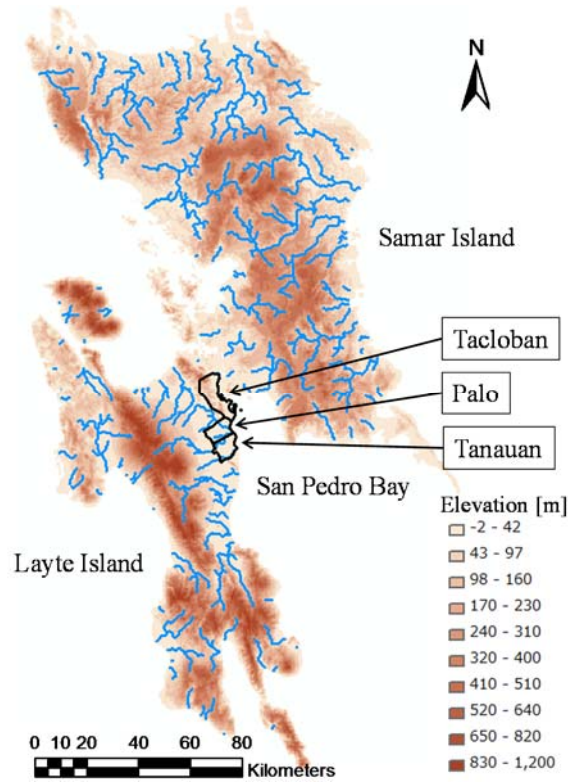 N
Samar Island
Tacloban
Palo
Tanauan
San Pedro Bay
Layte Island
Elevation [m]
-2 - 42
43 - 97
98 - 160
170 - 230
240 - 310
320 - 400
410 - 510
520 - 640
650 - 820
830 - 1,200
0 10 20 40 60 80
Kilometers